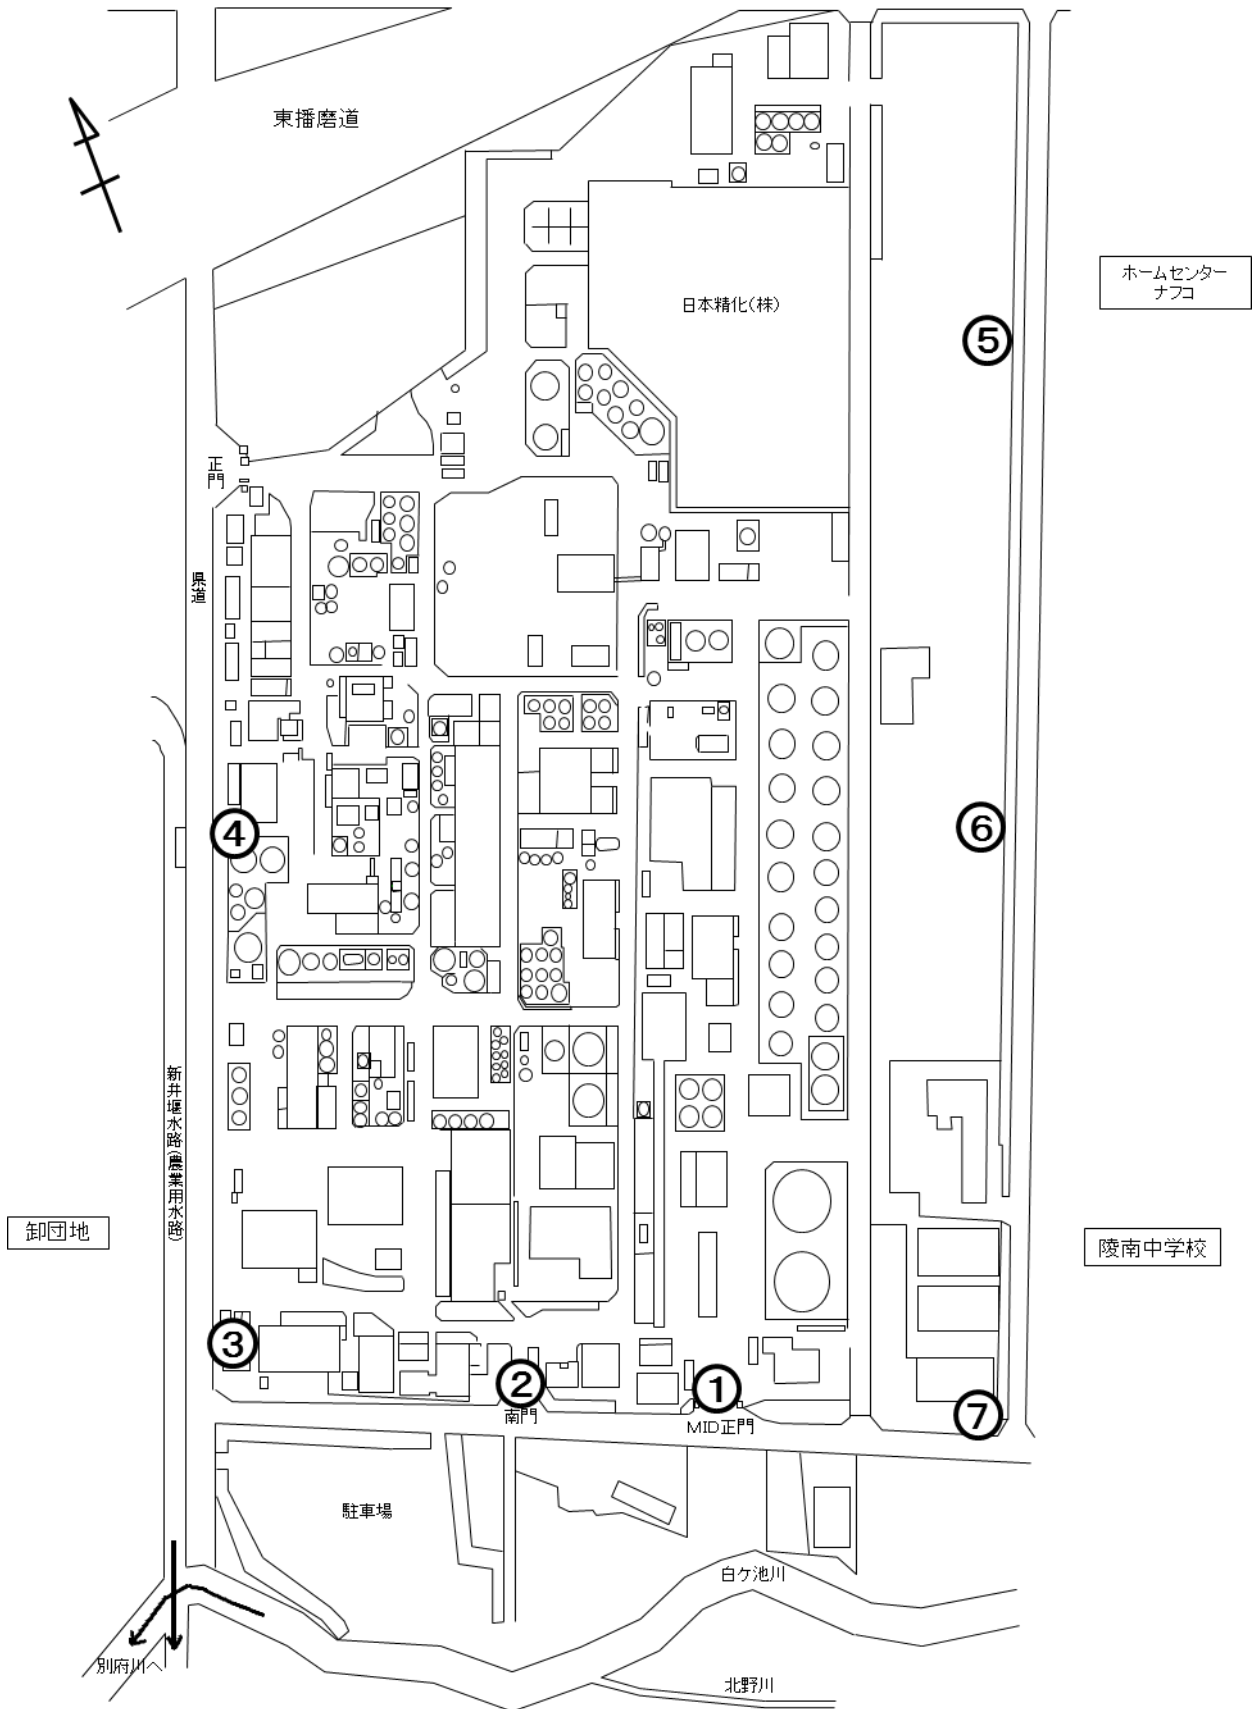 東播磨道
ホームセンター
ナフコ
日本精化(株)
⑤
正門
県道
④
⑥
新井堰水路(農業用水路)
卸団地
陵南中学校
③
②
①
⑦
南門
MID正門
駐車場
白ケ池川
別府川へ
北野川